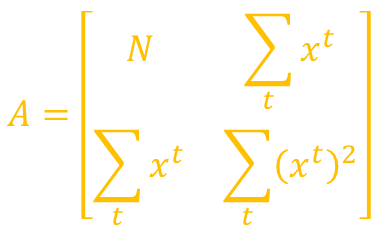 A = [ N ∑_t x^t
∑_t x^t ∑_t (x^t)^2 ]